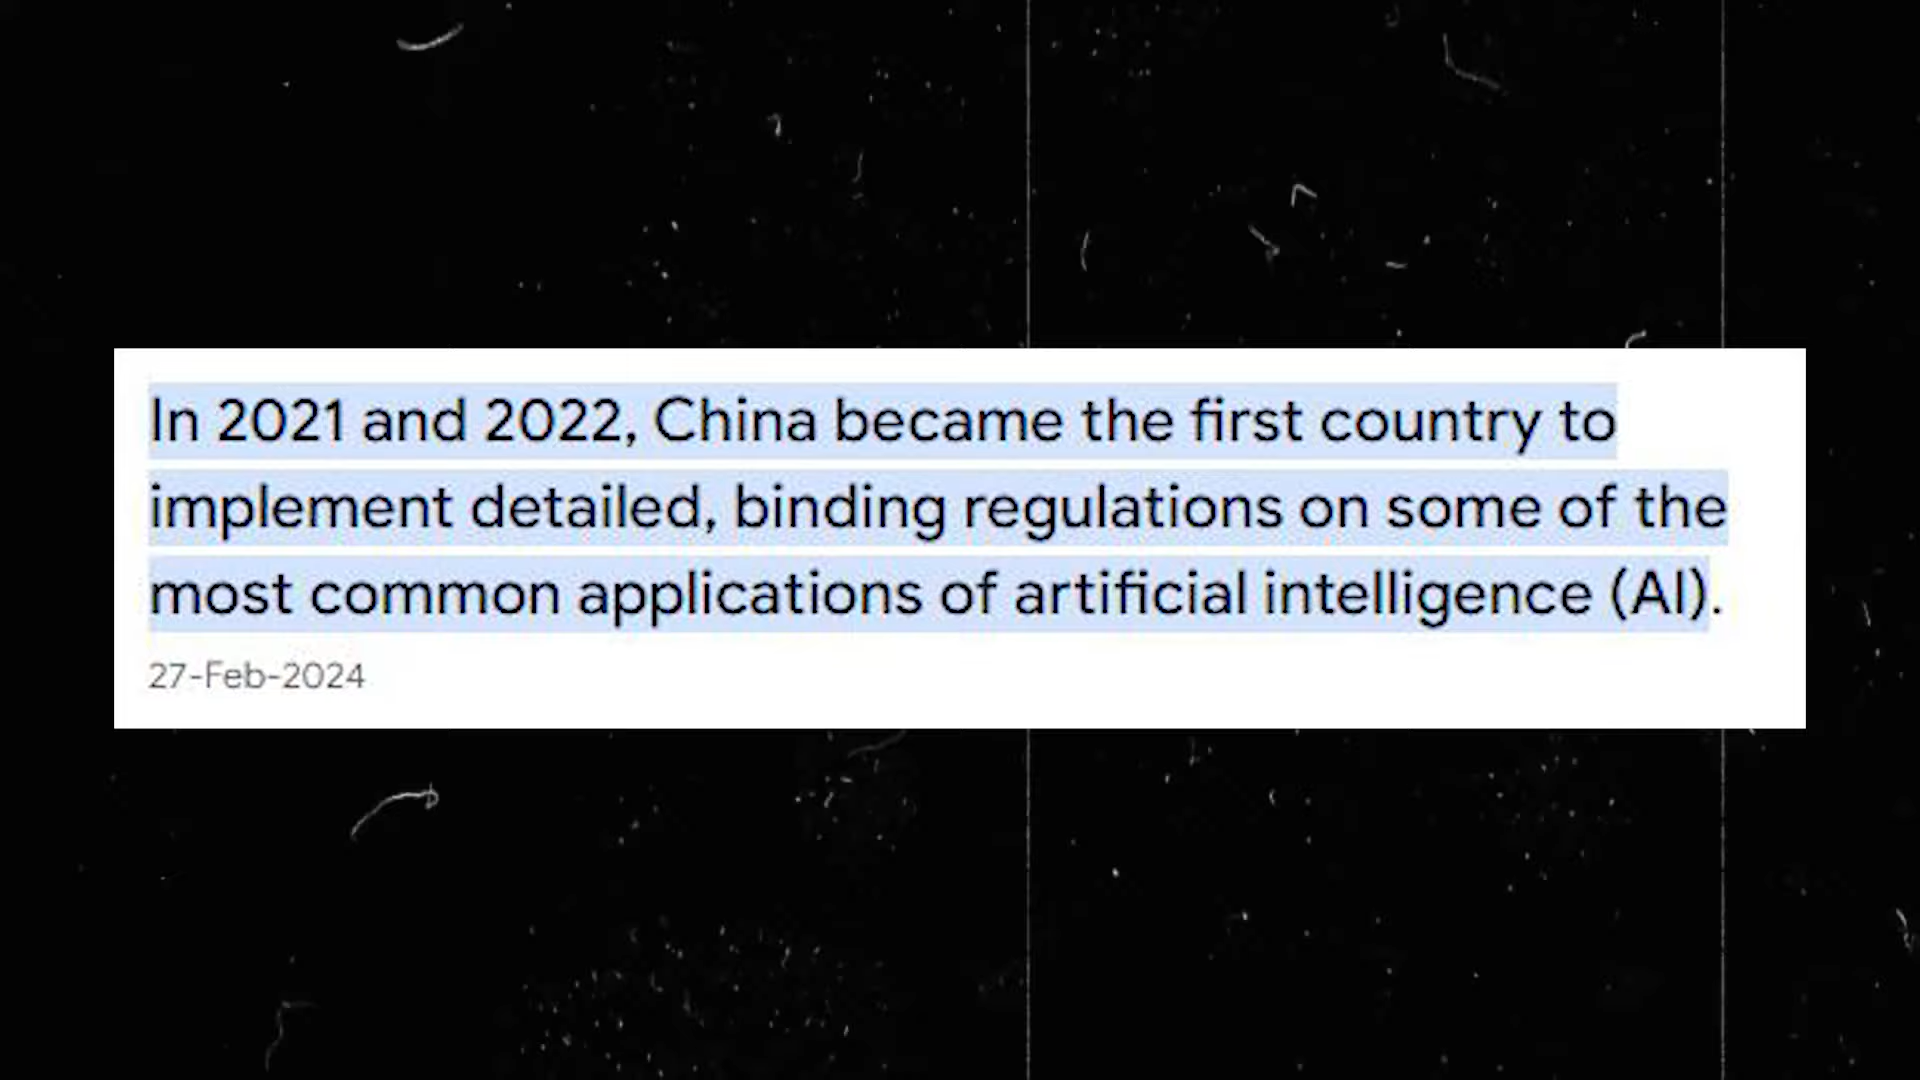 In 2021 and 2022, China became the first country to
implement detailed, binding regulations on some of the
most common applications of artificial intelligence (AI).
27-Feb-2024